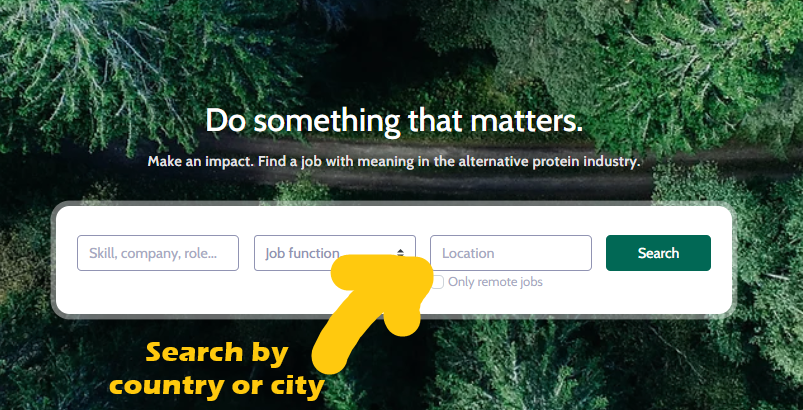 Do something that matters.
Make an impact. Find a job with meaning in the alternative protein industry.
Skill, company, role...
Job function
Location
Search
Only remote jobs
Search by
country or city